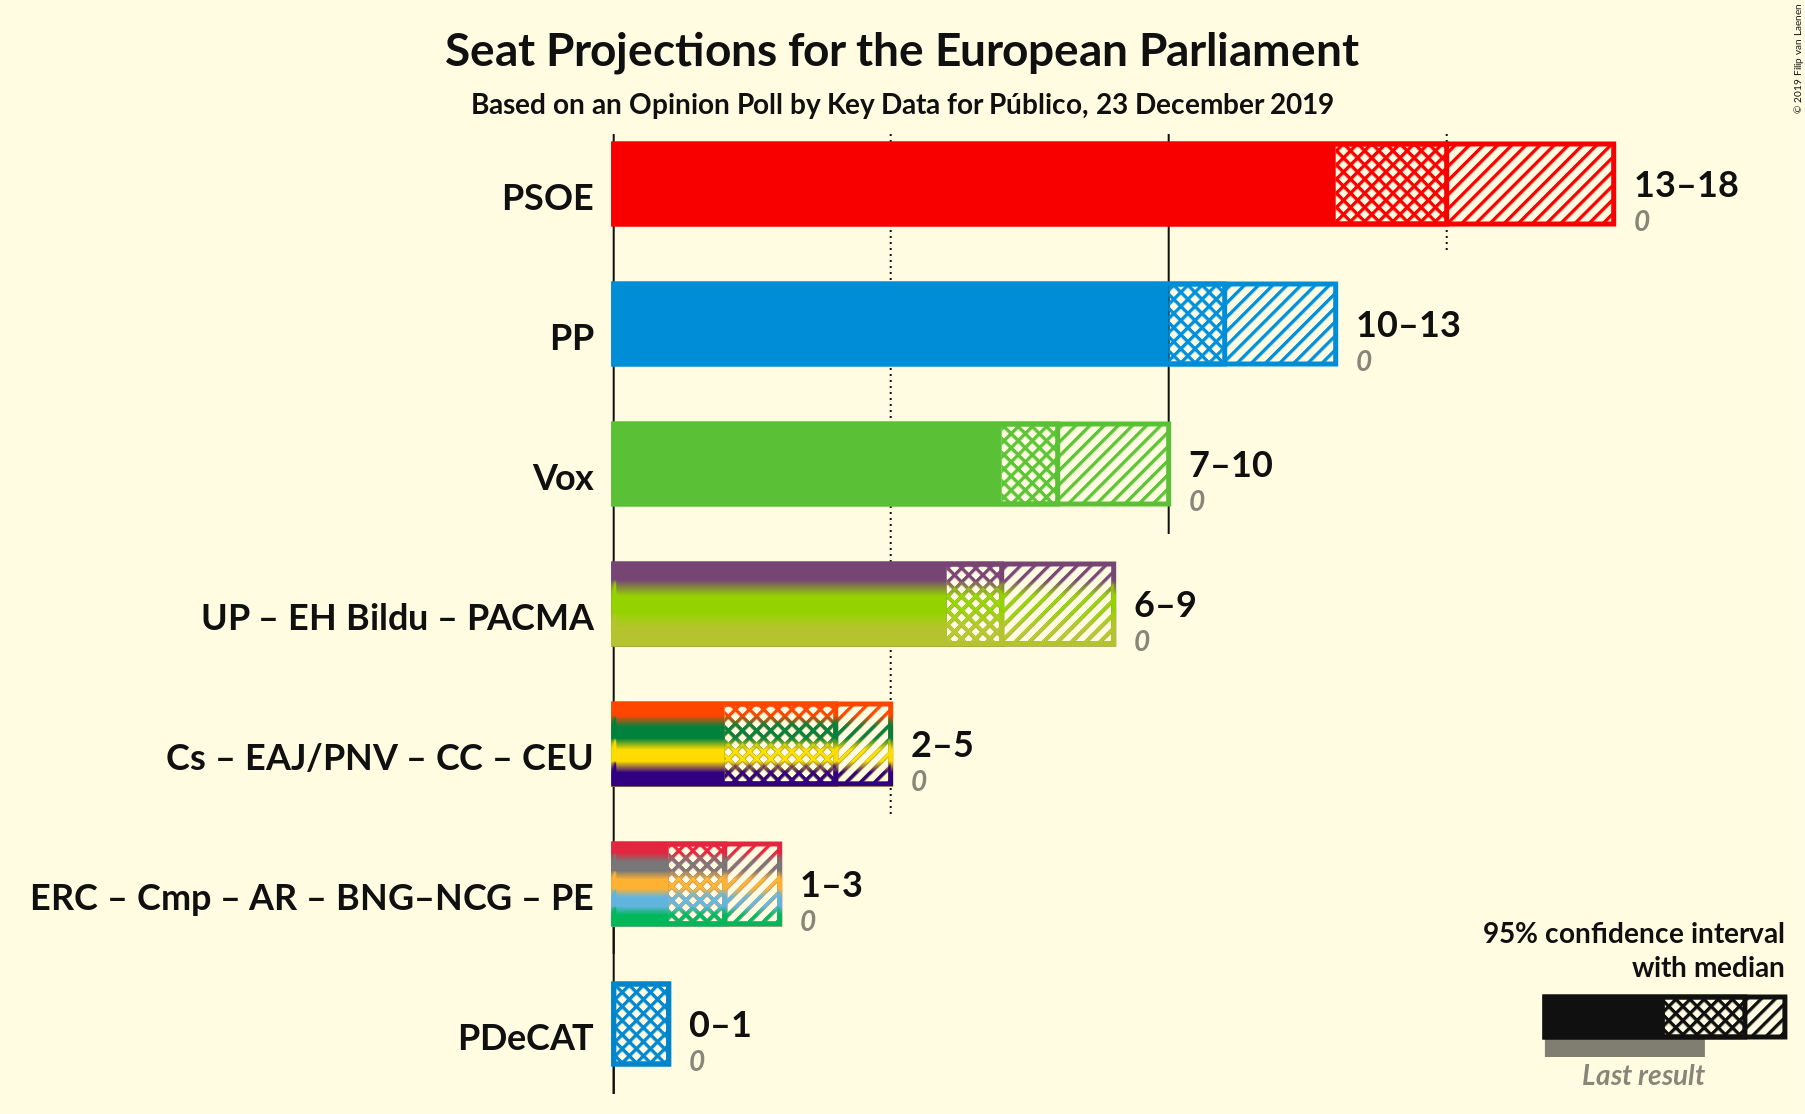 Seat Projections for the European Parliament
Based on an Opinion Poll by Key Data for Público, 23 December 2019
© 2019 Filip van Laenen
PSOE
13–18
0
PP
10–13
0
Vox
7–10
0
UP – EH Bildu – PACMA
6–9
0
Cs – EAJ/PNV – CC – CEU
2–5
0
ERC – Cmp – AR – BNG–NCG – PE
1–3
0
PDeCAT
0–1
0
95% confidence interval
with median
Last result